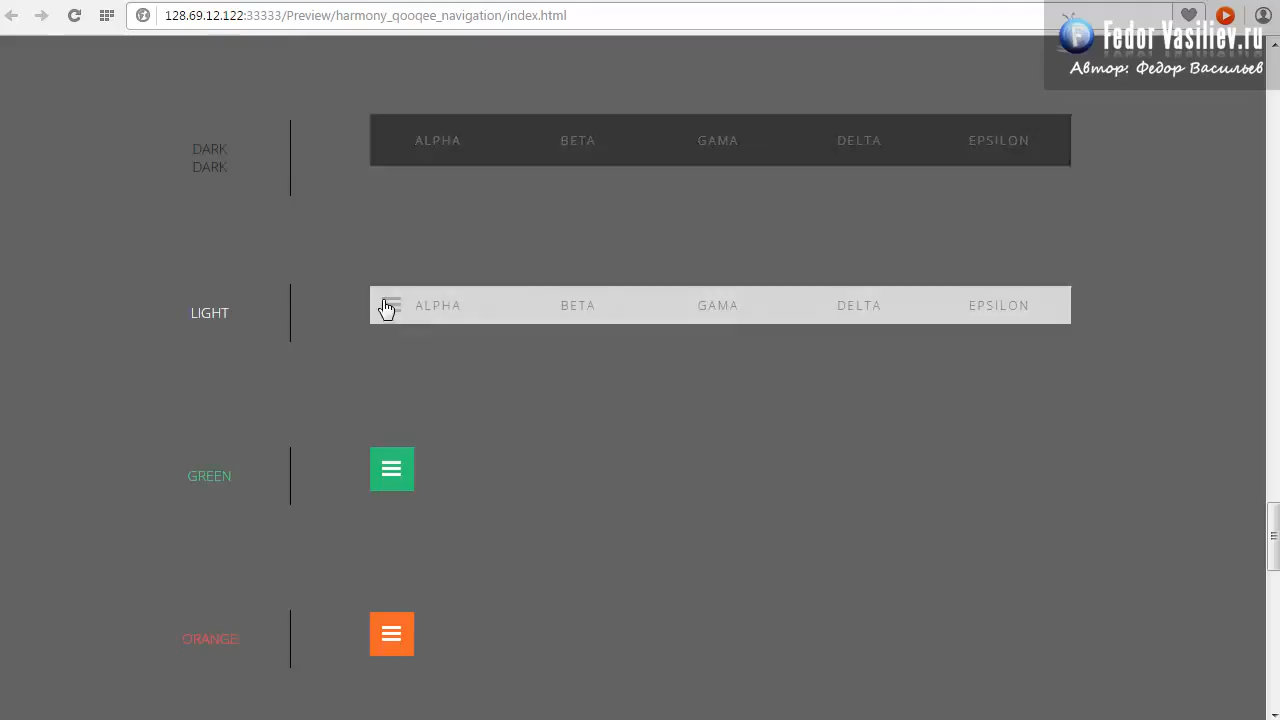 128.69.12.122:33333/Preview/harmony_qooqee_navigation/index.html
Fedor Vasiliev.ru
Автор: Федор Васильев
DARK
DARK
ALPHA BETA GAMA DELTA EPSILON
LIGHT
ALPHA BETA GAMA DELTA EPSILON
GREEN
ORANGE